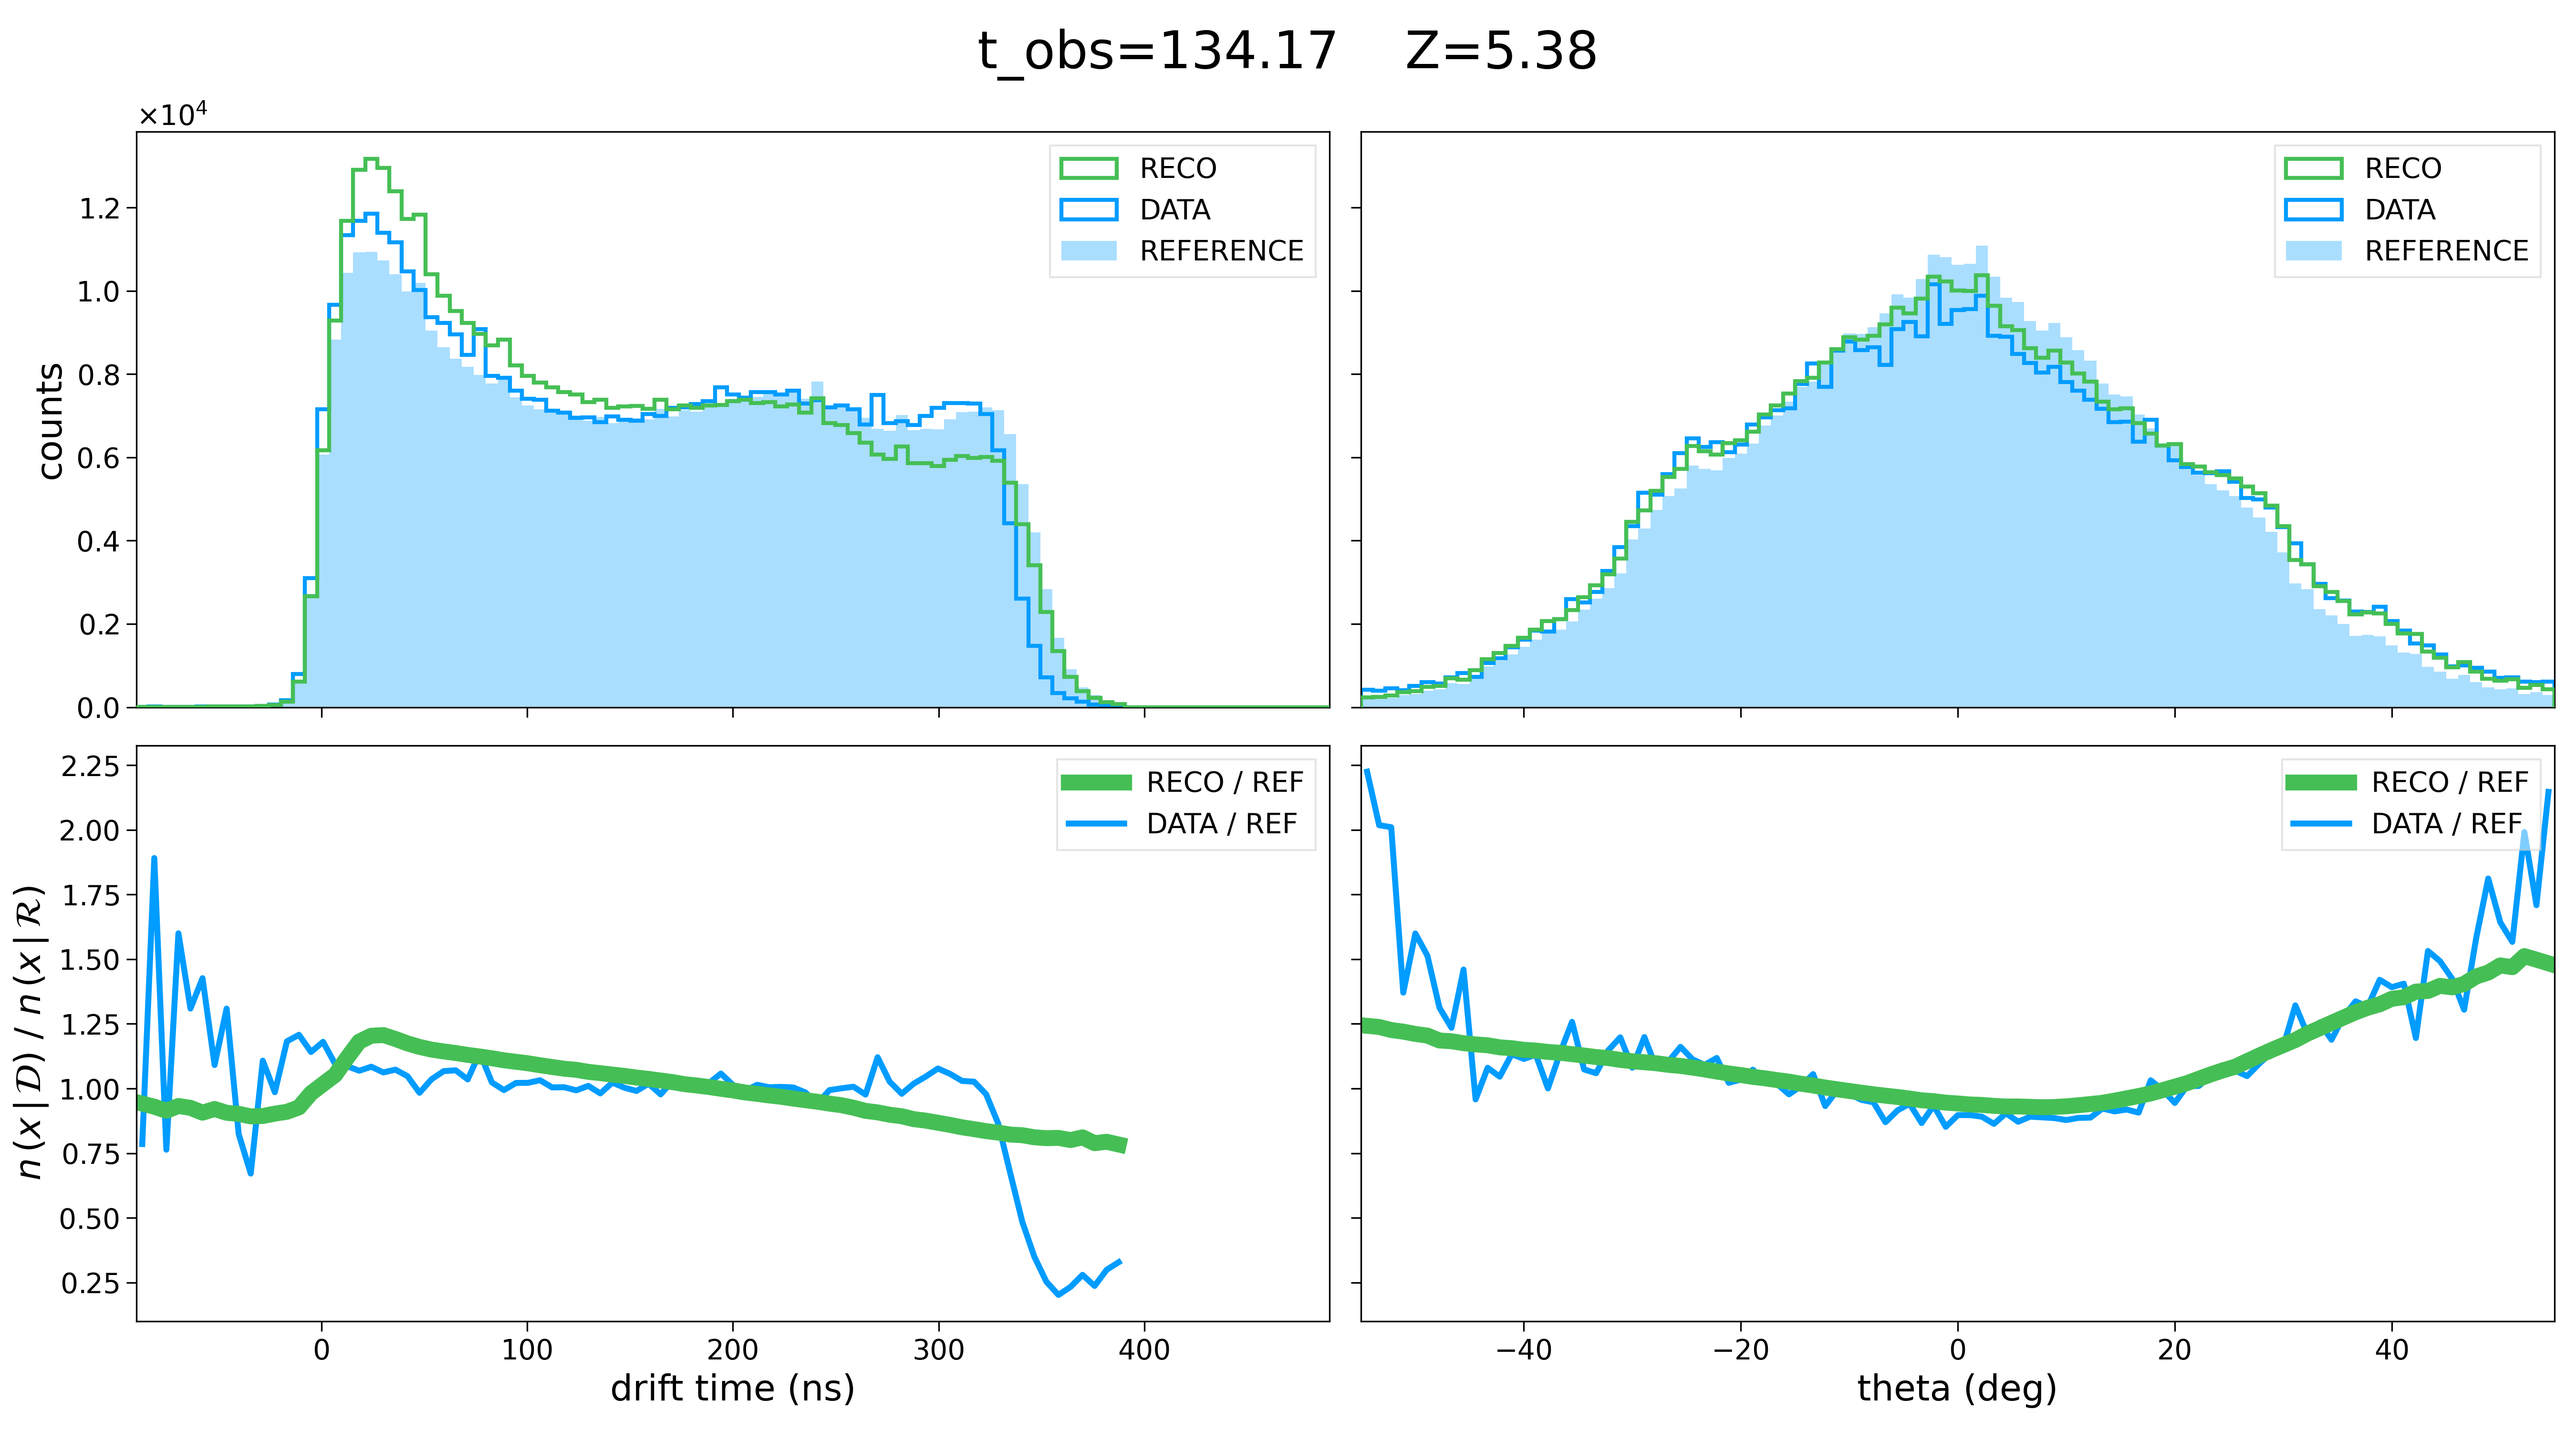 t_obs=134.17 Z=5.38
×10⁴
counts
1.2
1.0
0.8
0.6
0.4
0.2
0.0
RECO
DATA
REFERENCE
RECO
DATA
REFERENCE
n(x|𝒟) / n(x|ℛ)
2.25
2.00
1.75
1.50
1.25
1.00
0.75
0.50
0.25
RECO / REF
DATA / REF
0 100 200 300 400
drift time (ns)
RECO / REF
DATA / REF
−40 −20 0 20 40
theta (deg)